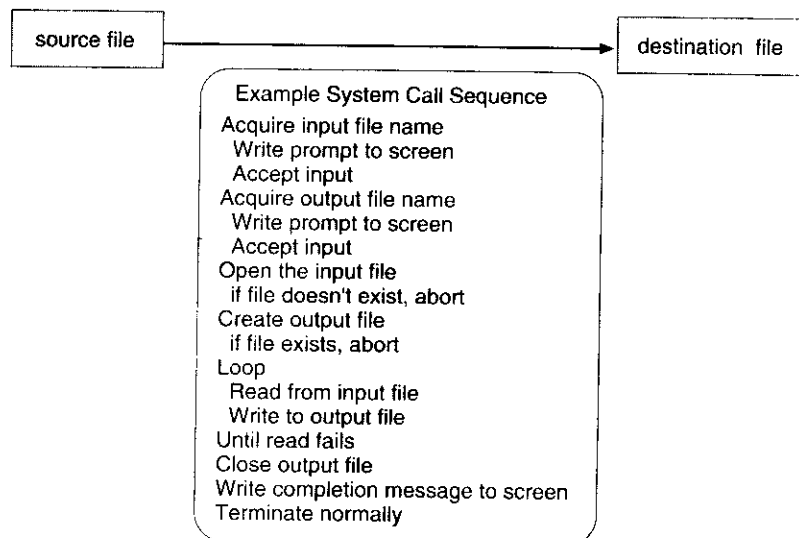 source file
destination file
Example System Call Sequence
Acquire input file name
Write prompt to screen
Accept input
Acquire output file name
Write prompt to screen
Accept input
Open the input file
if file doesn't exist, abort
Create output file
if file exists, abort
Loop
Read from input file
Write to output file
Until read fails
Close output file
Write completion message to screen
Terminate normally